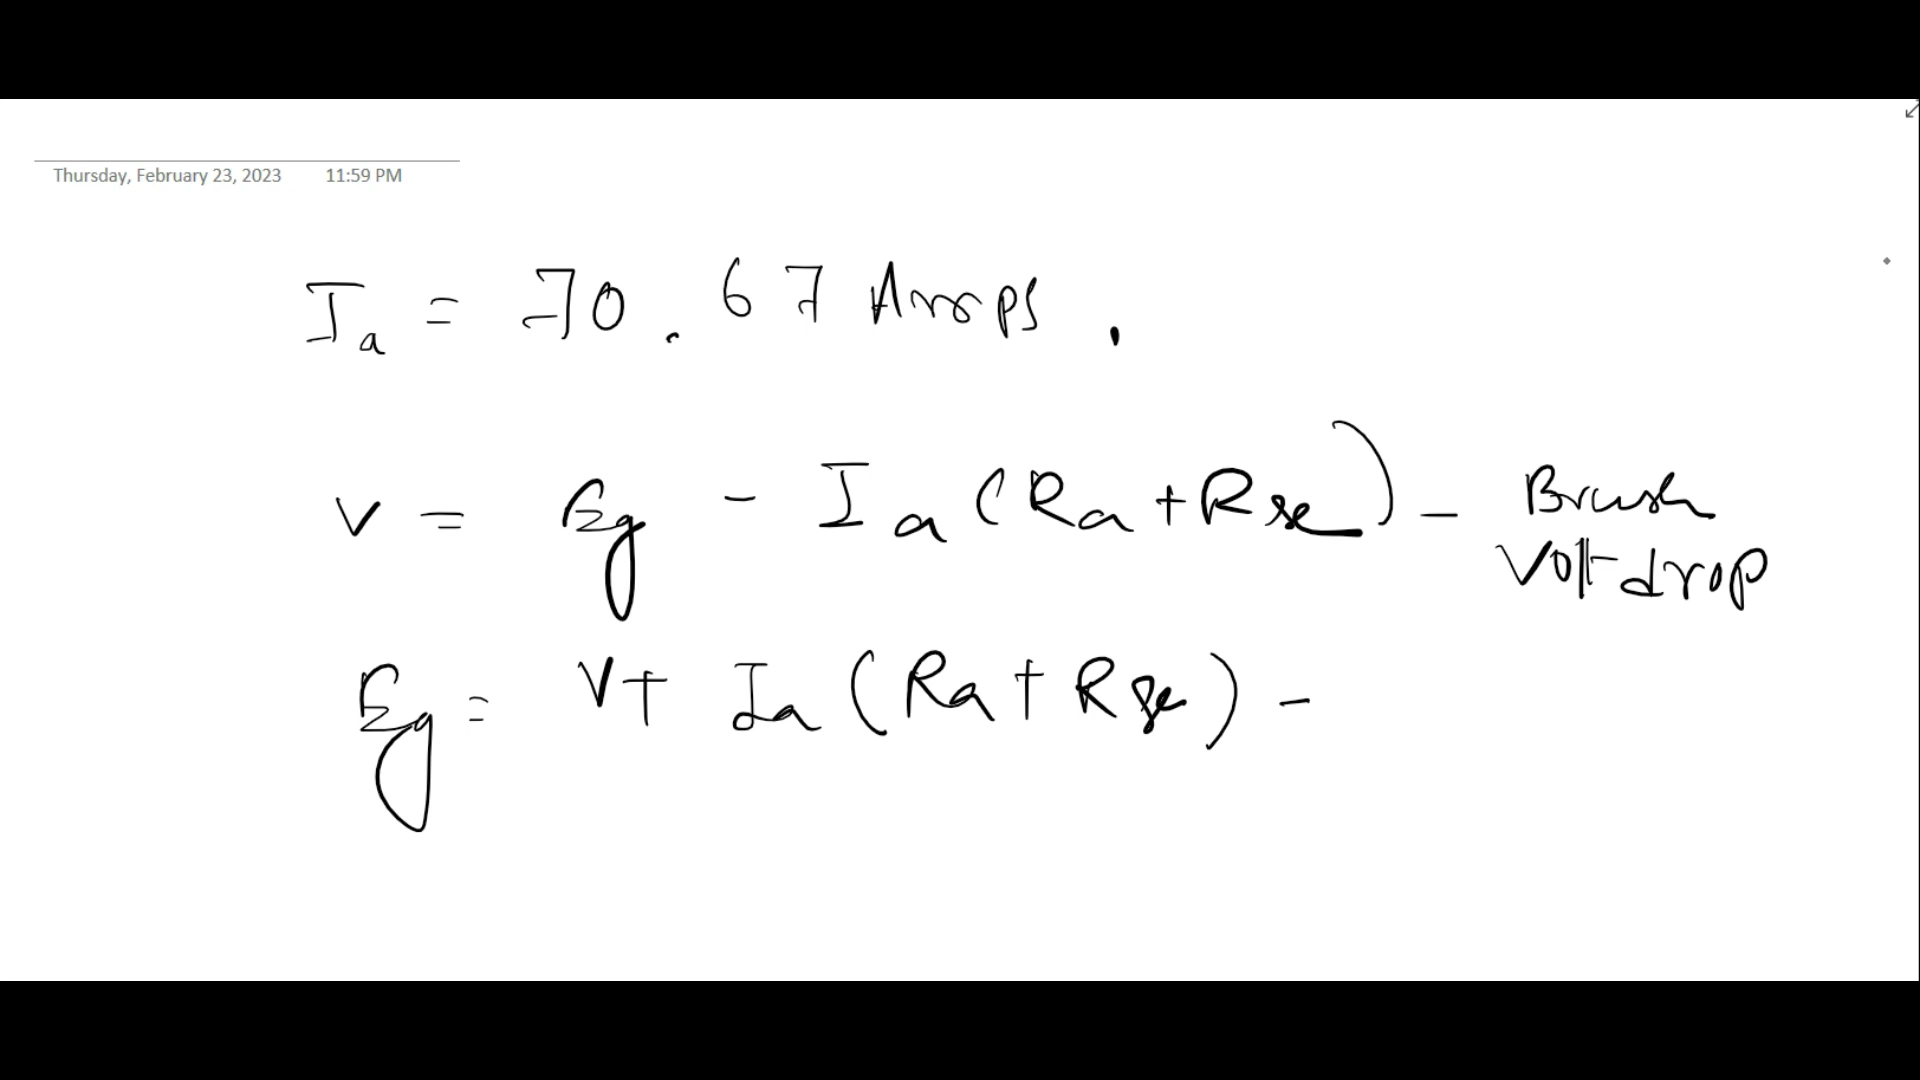 Thursday, February 23, 2023 11:59 PM
Ia = 70.67 Amps.
V = Eg - Ia (Ra + Rse) - Brush
Volt drop
Eg = V + Ia (Ra + Rse) -